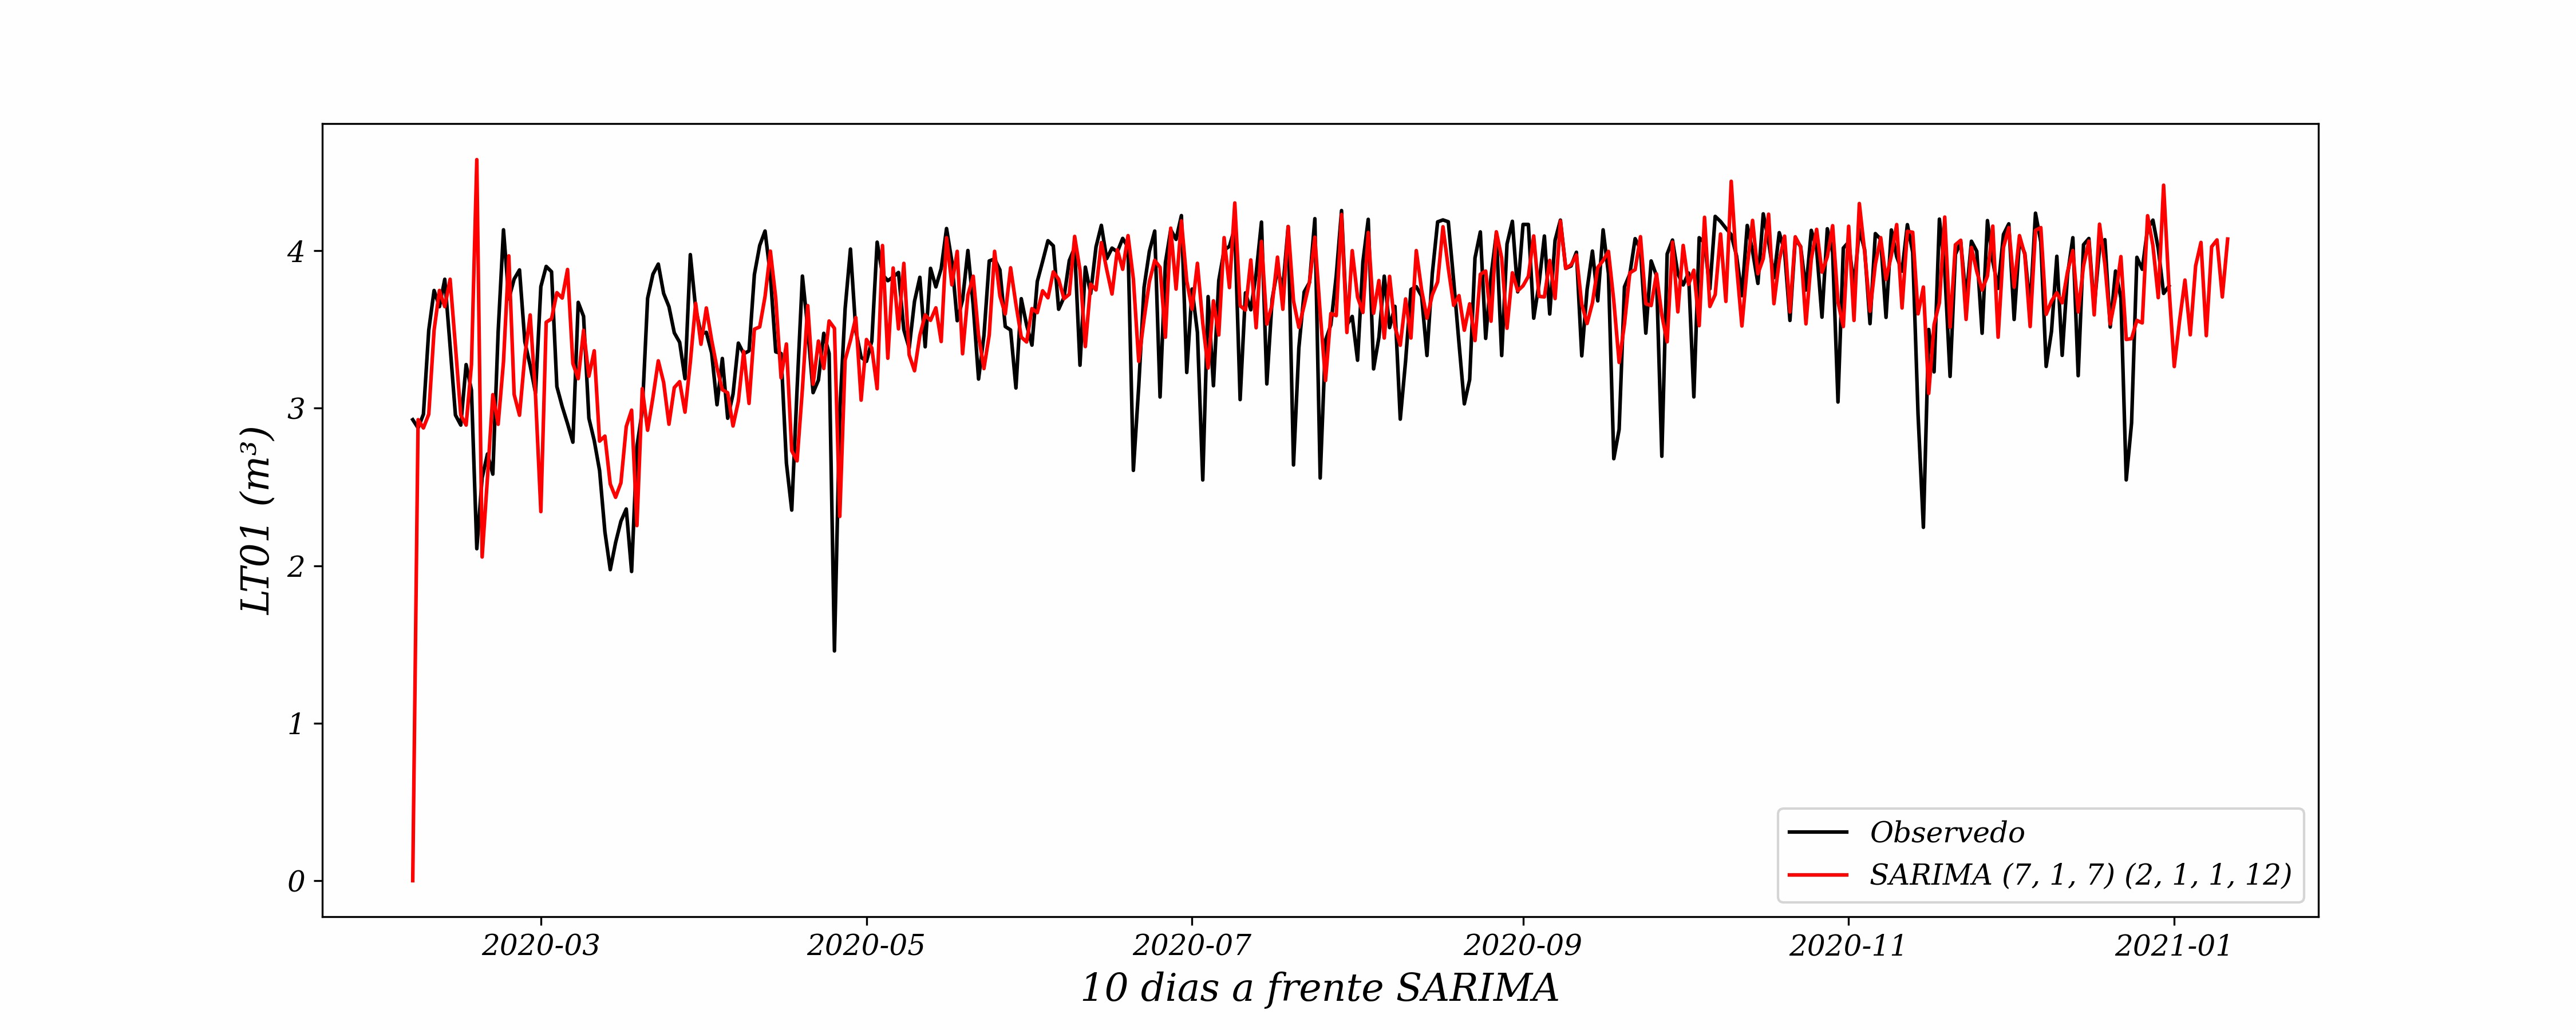 LT01 (m³)
4
3
2
1
0
2020-03 2020-05 2020-07 2020-09 2020-11 2021-01
10 dias a frente SARIMA
Observedo
SARIMA (7, 1, 7) (2, 1, 1, 12)